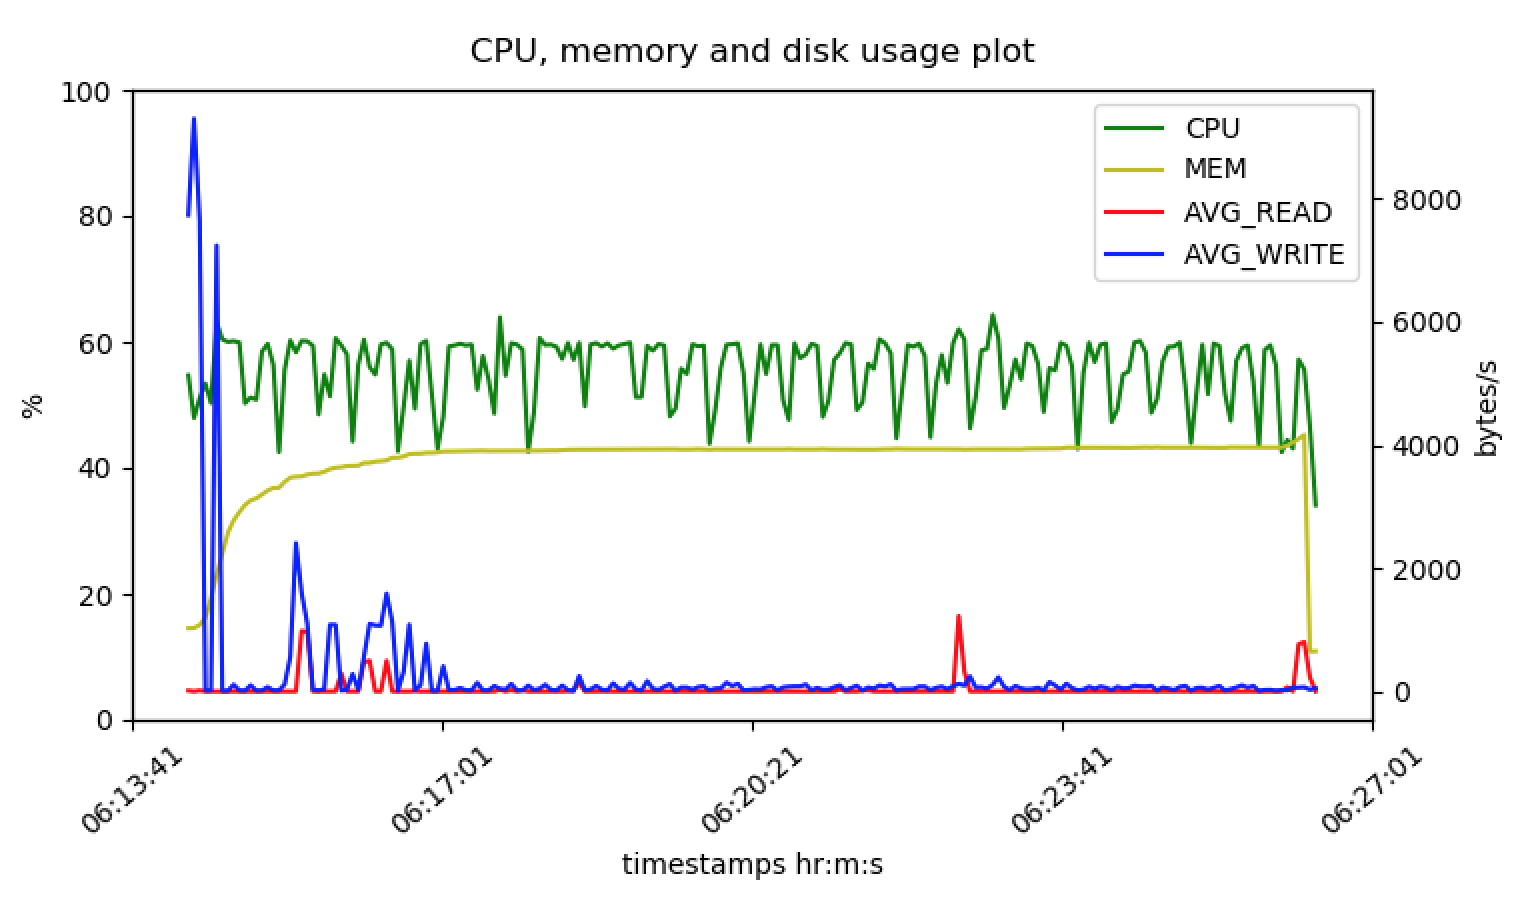 CPU, memory and disk usage plot
100
80
60
40
20
0
%
CPU
MEM
AVG_READ
AVG_WRITE
8000
6000
4000
2000
0
bytes/s
06:13:41
06:17:01
06:20:21
06:23:41
06:27:01
timestamps hr:m:s